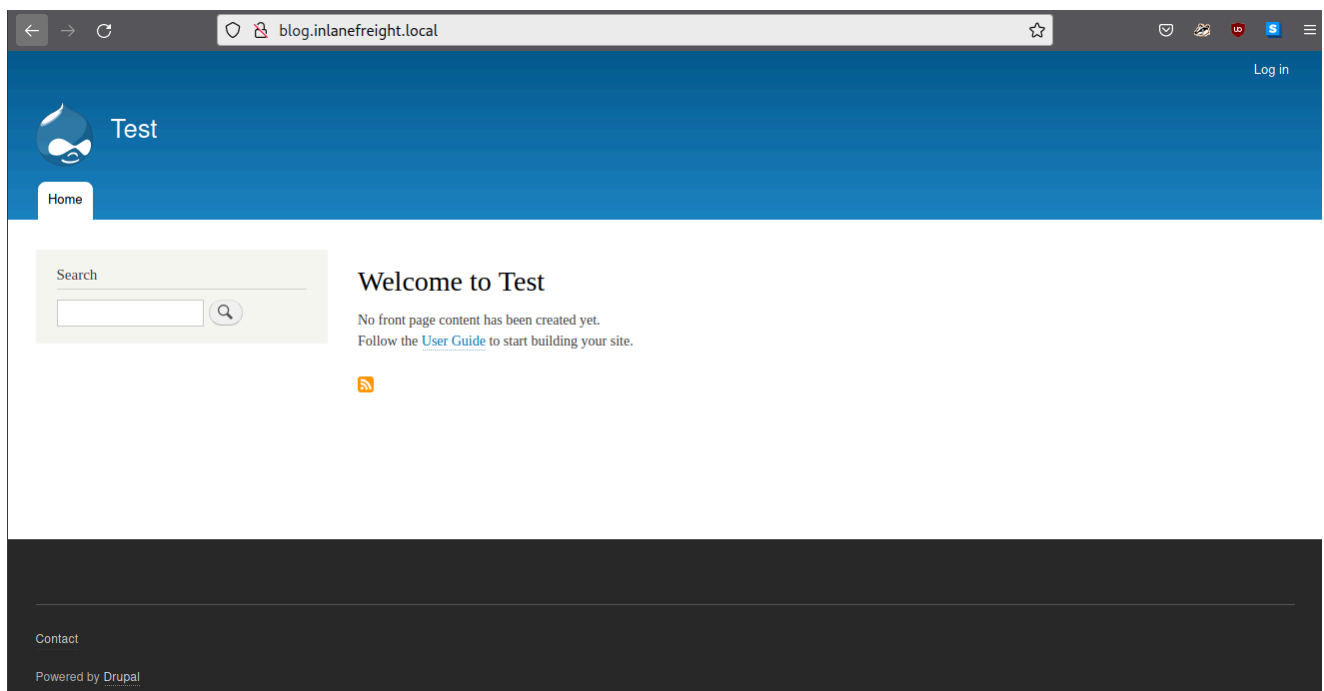 blog.inlanefreight.local
Log in
Test
Home
Search
Welcome to Test
No front page content has been created yet.
Follow the User Guide to start building your site.
Contact
Powered by Drupal